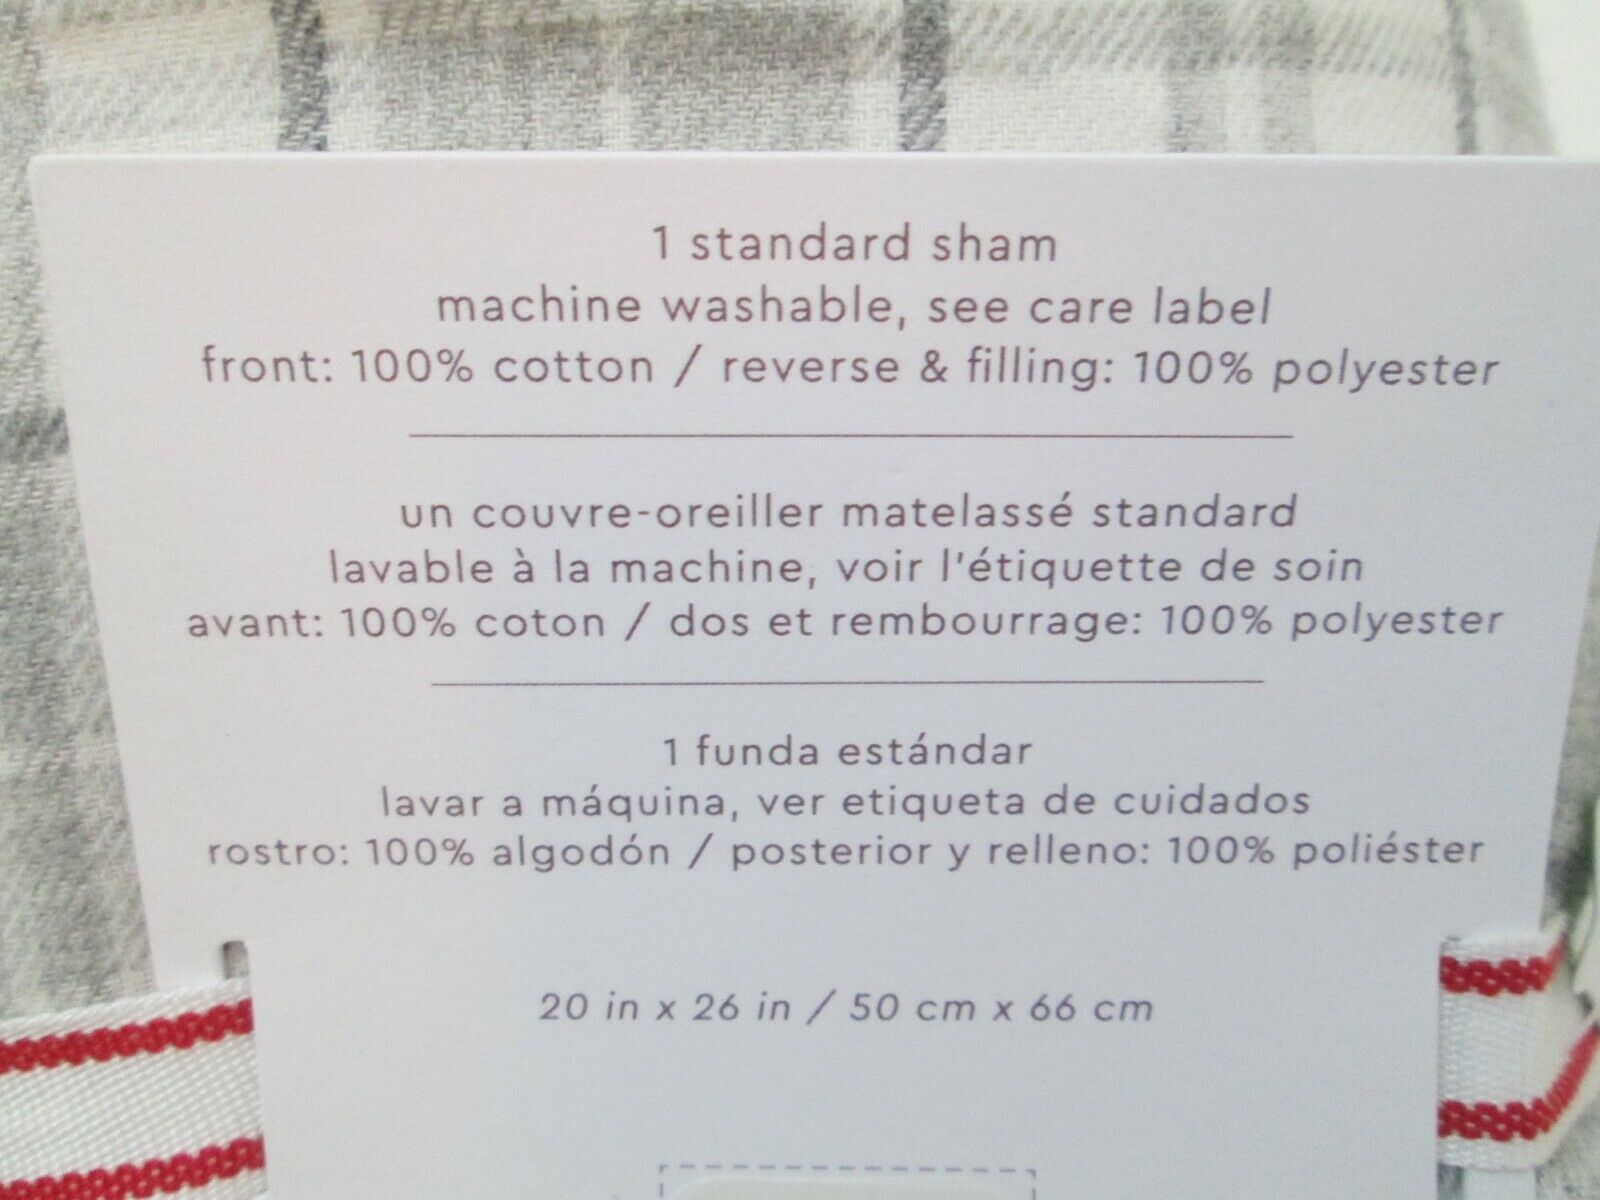 1 standard sham
machine washable, see care label
front: 100% cotton / reverse & filling: 100% polyester
un couvre-oreiller matelassé standard
lavable à la machine, voir l'étiquette de soin
avant: 100% coton / dos et rembourrage: 100% polyester
1 funda estándar
lavar a máquina, ver etiqueta de cuidados
rostro: 100% algodón / posterior y relleno: 100% poliéster
20 in x 26 in / 50 cm x 66 cm